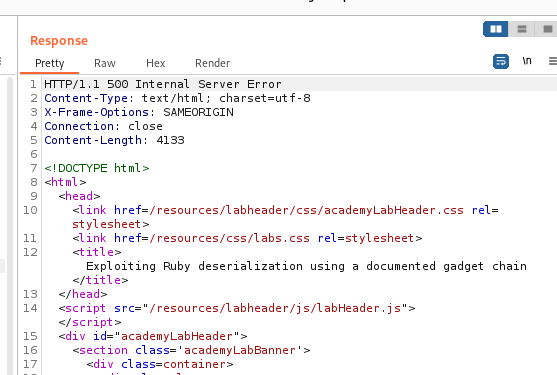 Response
Pretty Raw Hex Render \n
1 HTTP/1.1 500 Internal Server Error
2 Content-Type: text/html; charset=utf-8
3 X-Frame-Options: SAMEORIGIN
4 Connection: close
5 Content-Length: 4133
6
7 <!DOCTYPE html>
8 <html>
9 <head>
10 <link href=/resources/labheader/css/academyLabHeader.css rel=
stylesheet>
11 <link href=/resources/css/labs.css rel=stylesheet>
12 <title>
Exploiting Ruby deserialization using a documented gadget chain
</title>
13 </head>
14 <script src="/resources/labheader/js/labHeader.js">
</script>
15 <div id="academyLabHeader">
16 <section class='academyLabBanner'>
17 <div class=container>